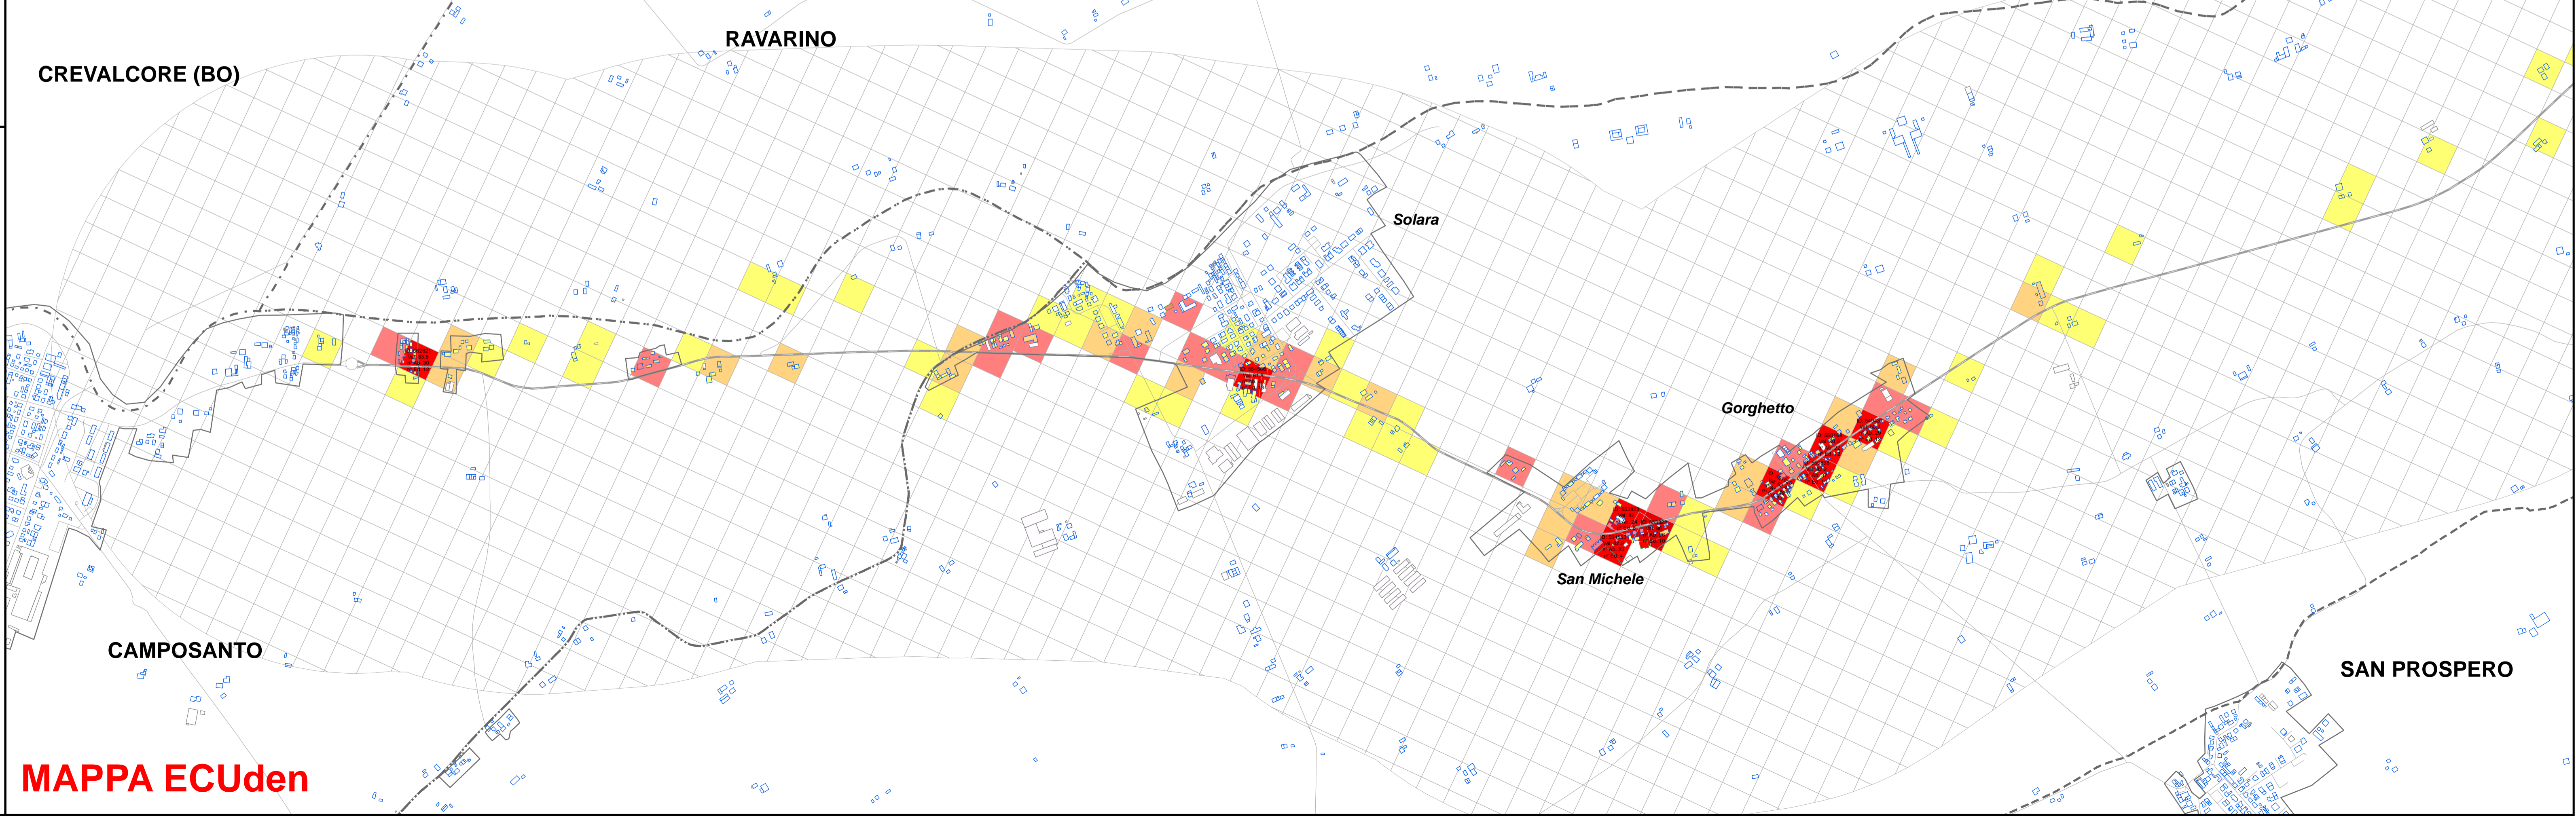 RAVARINO
CREVALCORE (BO)
Solara
Gorghetto
San Michele
CAMPOSANTO
SAN PROSPERO
MAPPA ECUden